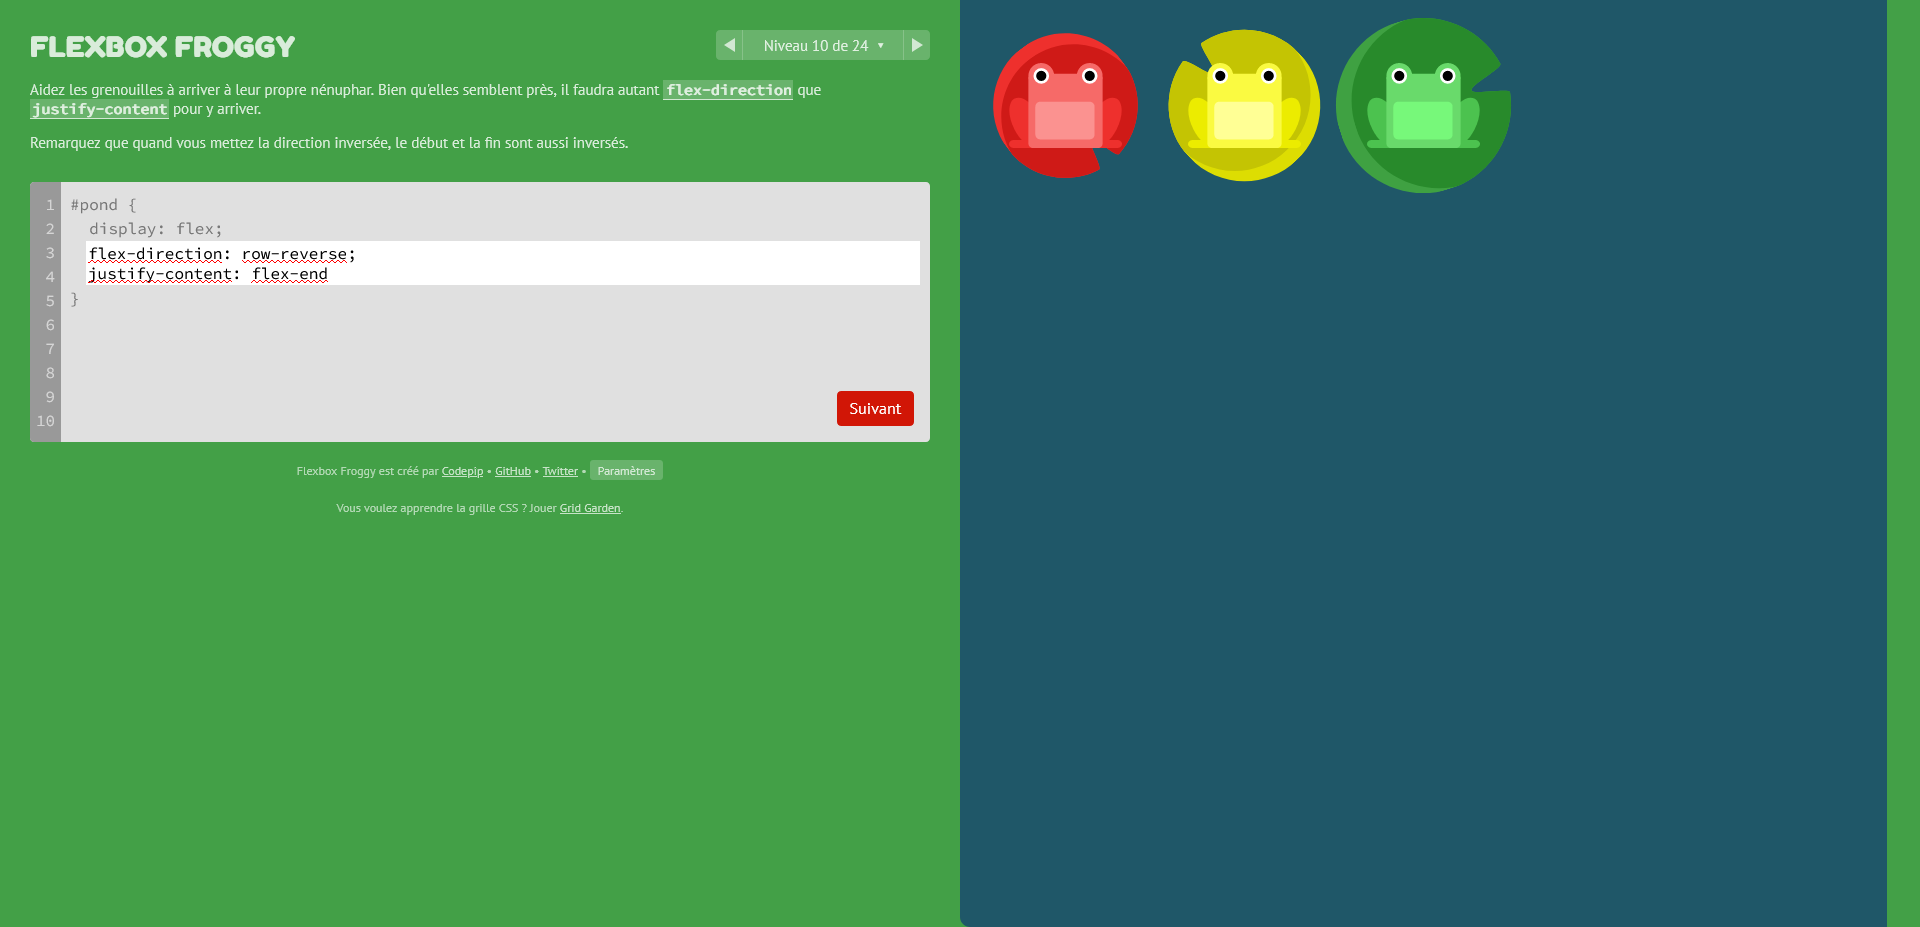 FLEXBOX FROGGY
Niveau 10 de 24 ▼
Aidez les grenouilles à arriver à leur propre nénuphar. Bien qu'elles semblent près, il faudra autant flex-direction que
justify-content pour y arriver.
Remarquez que quand vous mettez la direction inversée, le début et la fin sont aussi inversés.
1 #pond {
2 display: flex;
3 flex-direction: row-reverse;
4 justify-content: flex-end
5 }
6
7
8
9
10
Suivant
Flexbox Froggy est créé par Codepip • GitHub • Twitter • Paramètres
Vous voulez apprendre la grille CSS ? Jouer Grid Garden.